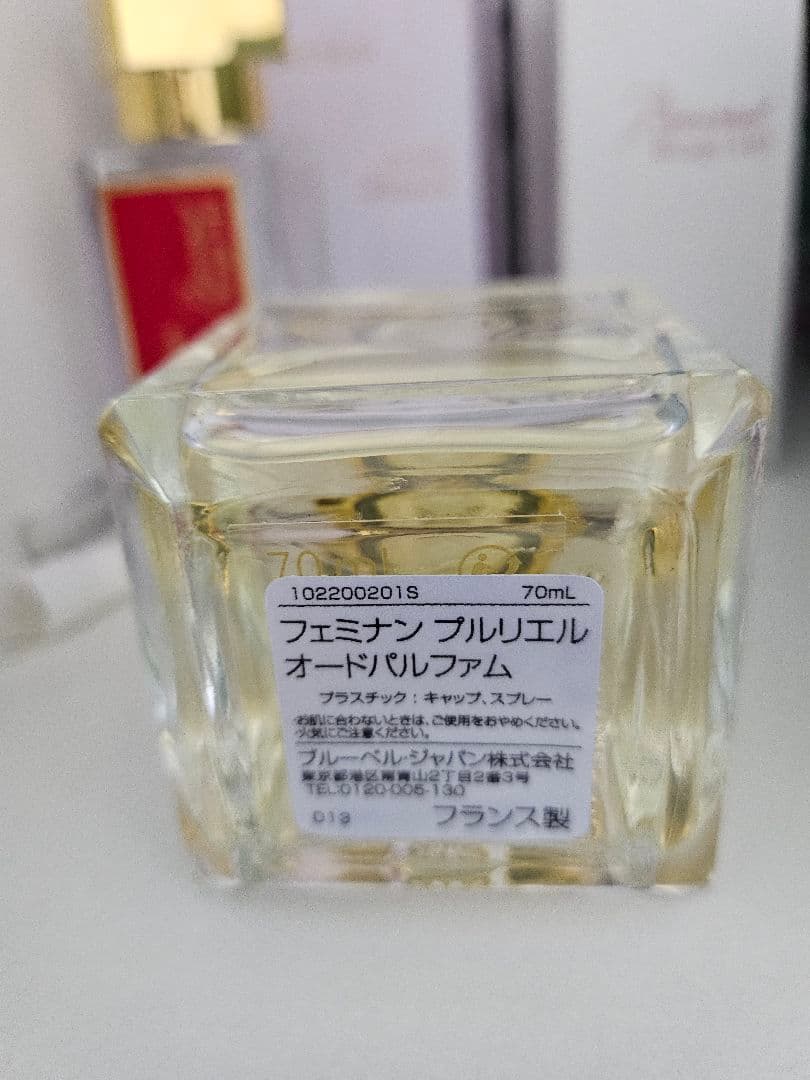 70mL
102200201S 70mL
フェミナン プルリエル
オードパルファム
プラスチック：キャップ、スプレー
お肌に合わないときは、ご使用をおやめください。
火気にご注意ください。
ブルーベル・ジャパン株式会社
東京都港区南青山2丁目2番3号
TEL:0120-005-130
D13 フランス製